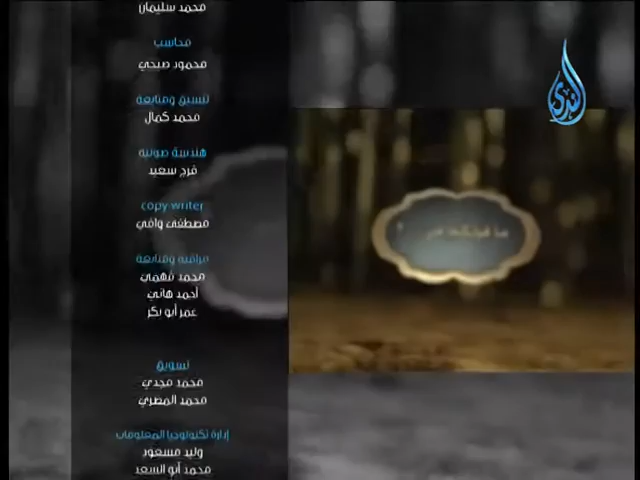 محمد سليمان
محاسب
محمود صبحي
تنسيق ومتابعة
محمد كمال
هندسة صوتية
فرج سعيد
copy writer
مصطفى وافي
مراقبة ومتابعة
محمد فهمي
أحمد هاني
عمر أبو بكر
تسويق
محمد مجدي
محمد المصري
إدارة تكنولوجيا المعلومات
وليد مسعود
محمد أبو السعد
الندى